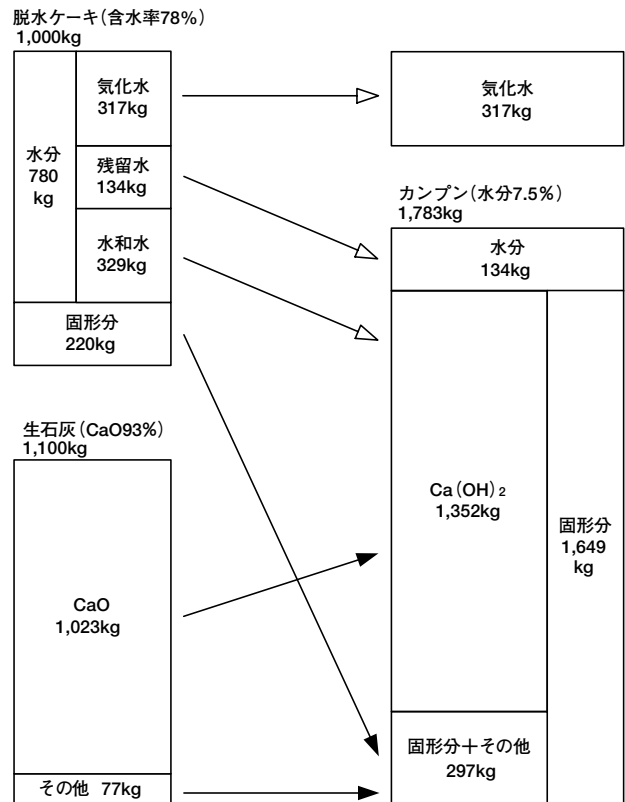 脱水ケーキ(含水率78%)
1,000kg
気化水
317kg
水分
780
kg
残留水
134kg
水和水
329kg
固形分
220kg
生石灰(CaO93%)
1,100kg
CaO
1,023kg
その他 77kg
気化水
317kg
カンプン(水分7.5%)
1,783kg
水分
134kg
Ca(OH)2
1,352kg
固形分
1,649
kg
固形分+その他
297kg